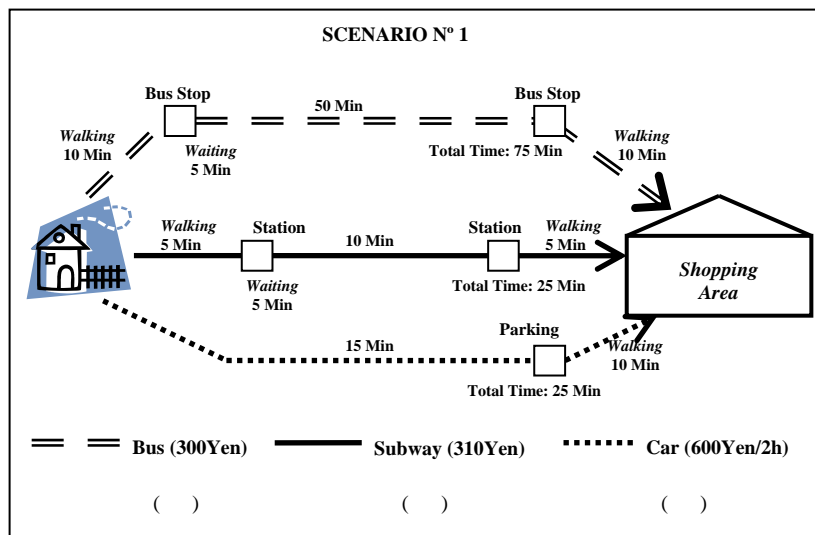 SCENARIO Nº 1
Bus Stop
Bus Stop
50 Min
Walking
10 Min
Waiting
5 Min
Total Time: 75 Min
Walking
10 Min
Walking
5 Min
Station
10 Min
Station
Walking
5 Min
Waiting
5 Min
Total Time: 25 Min
Shopping
Area
15 Min
Parking
Walking
10 Min
Total Time: 25 Min
Bus (300Yen)
Subway (310Yen)
Car (600Yen/2h)
( )
( )
( )